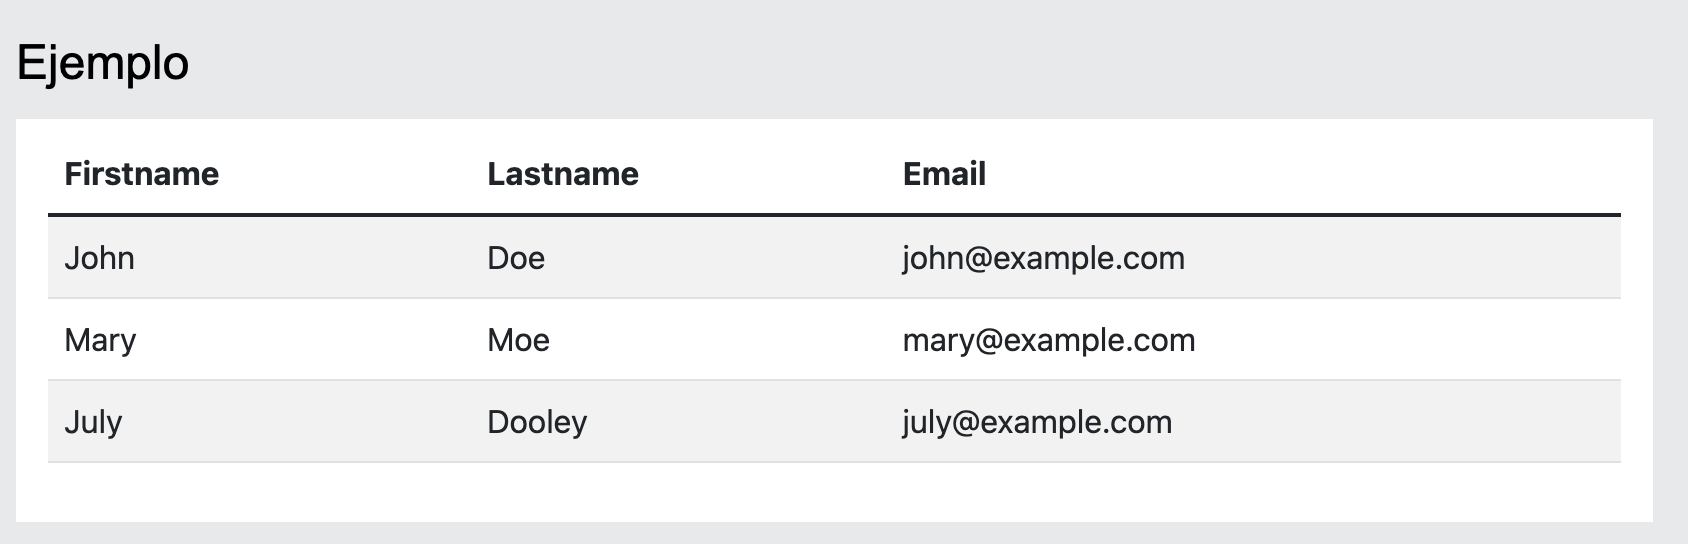 Ejemplo
Firstname Lastname Email
John Doe john@example.com
Mary Moe mary@example.com
July Dooley july@example.com